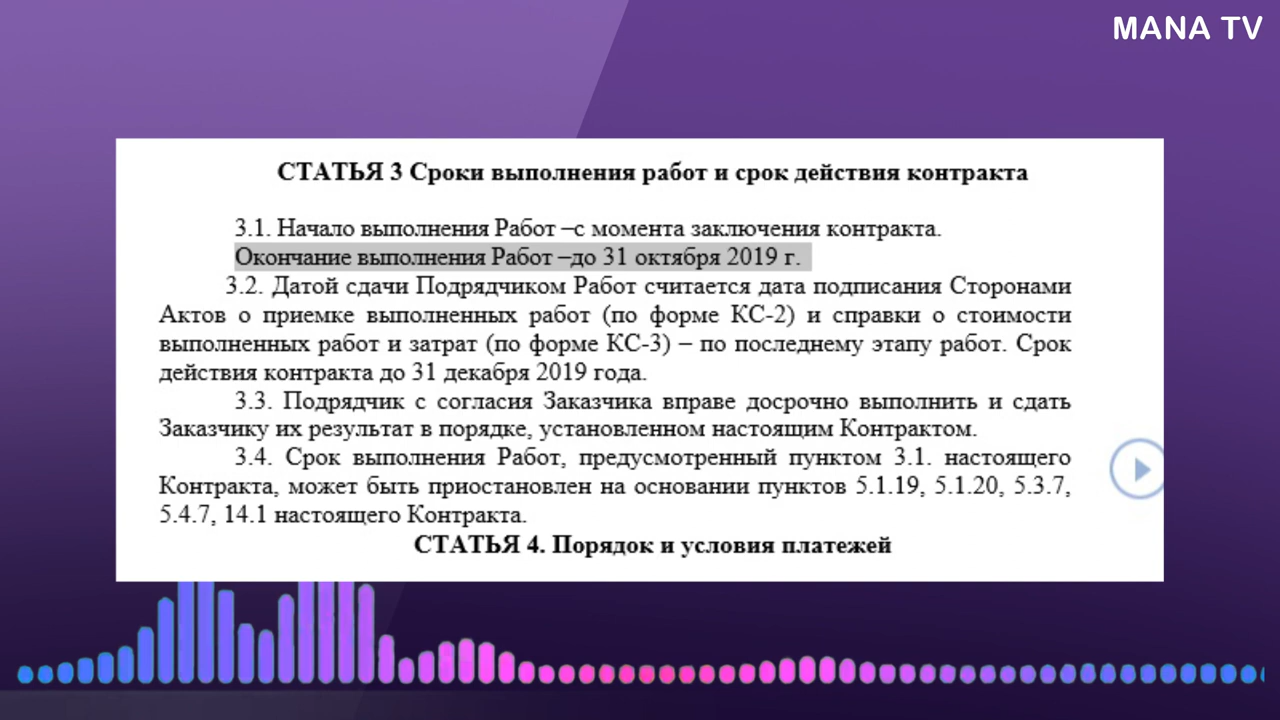 MANA TV
СТАТЬЯ 3 Сроки выполнения работ и срок действия контракта
3.1. Начало выполнения Работ –с момента заключения контракта.
Окончание выполнения Работ –до 31 октября 2019 г.
3.2. Датой сдачи Подрядчиком Работ считается дата подписания Сторонами
Актов о приемке выполненных работ (по форме КС-2) и справки о стоимости
выполненных работ и затрат (по форме КС-3) – по последнему этапу работ. Срок
действия контракта до 31 декабря 2019 года.
3.3. Подрядчик с согласия Заказчика вправе досрочно выполнить и сдать
Заказчику их результат в порядке, установленном настоящим Контрактом.
3.4. Срок выполнения Работ, предусмотренный пунктом 3.1. настоящего
Контракта, может быть приостановлен на основании пунктов 5.1.19, 5.1.20, 5.3.7,
5.4.7, 14.1 настоящего Контракта.
СТАТЬЯ 4. Порядок и условия платежей